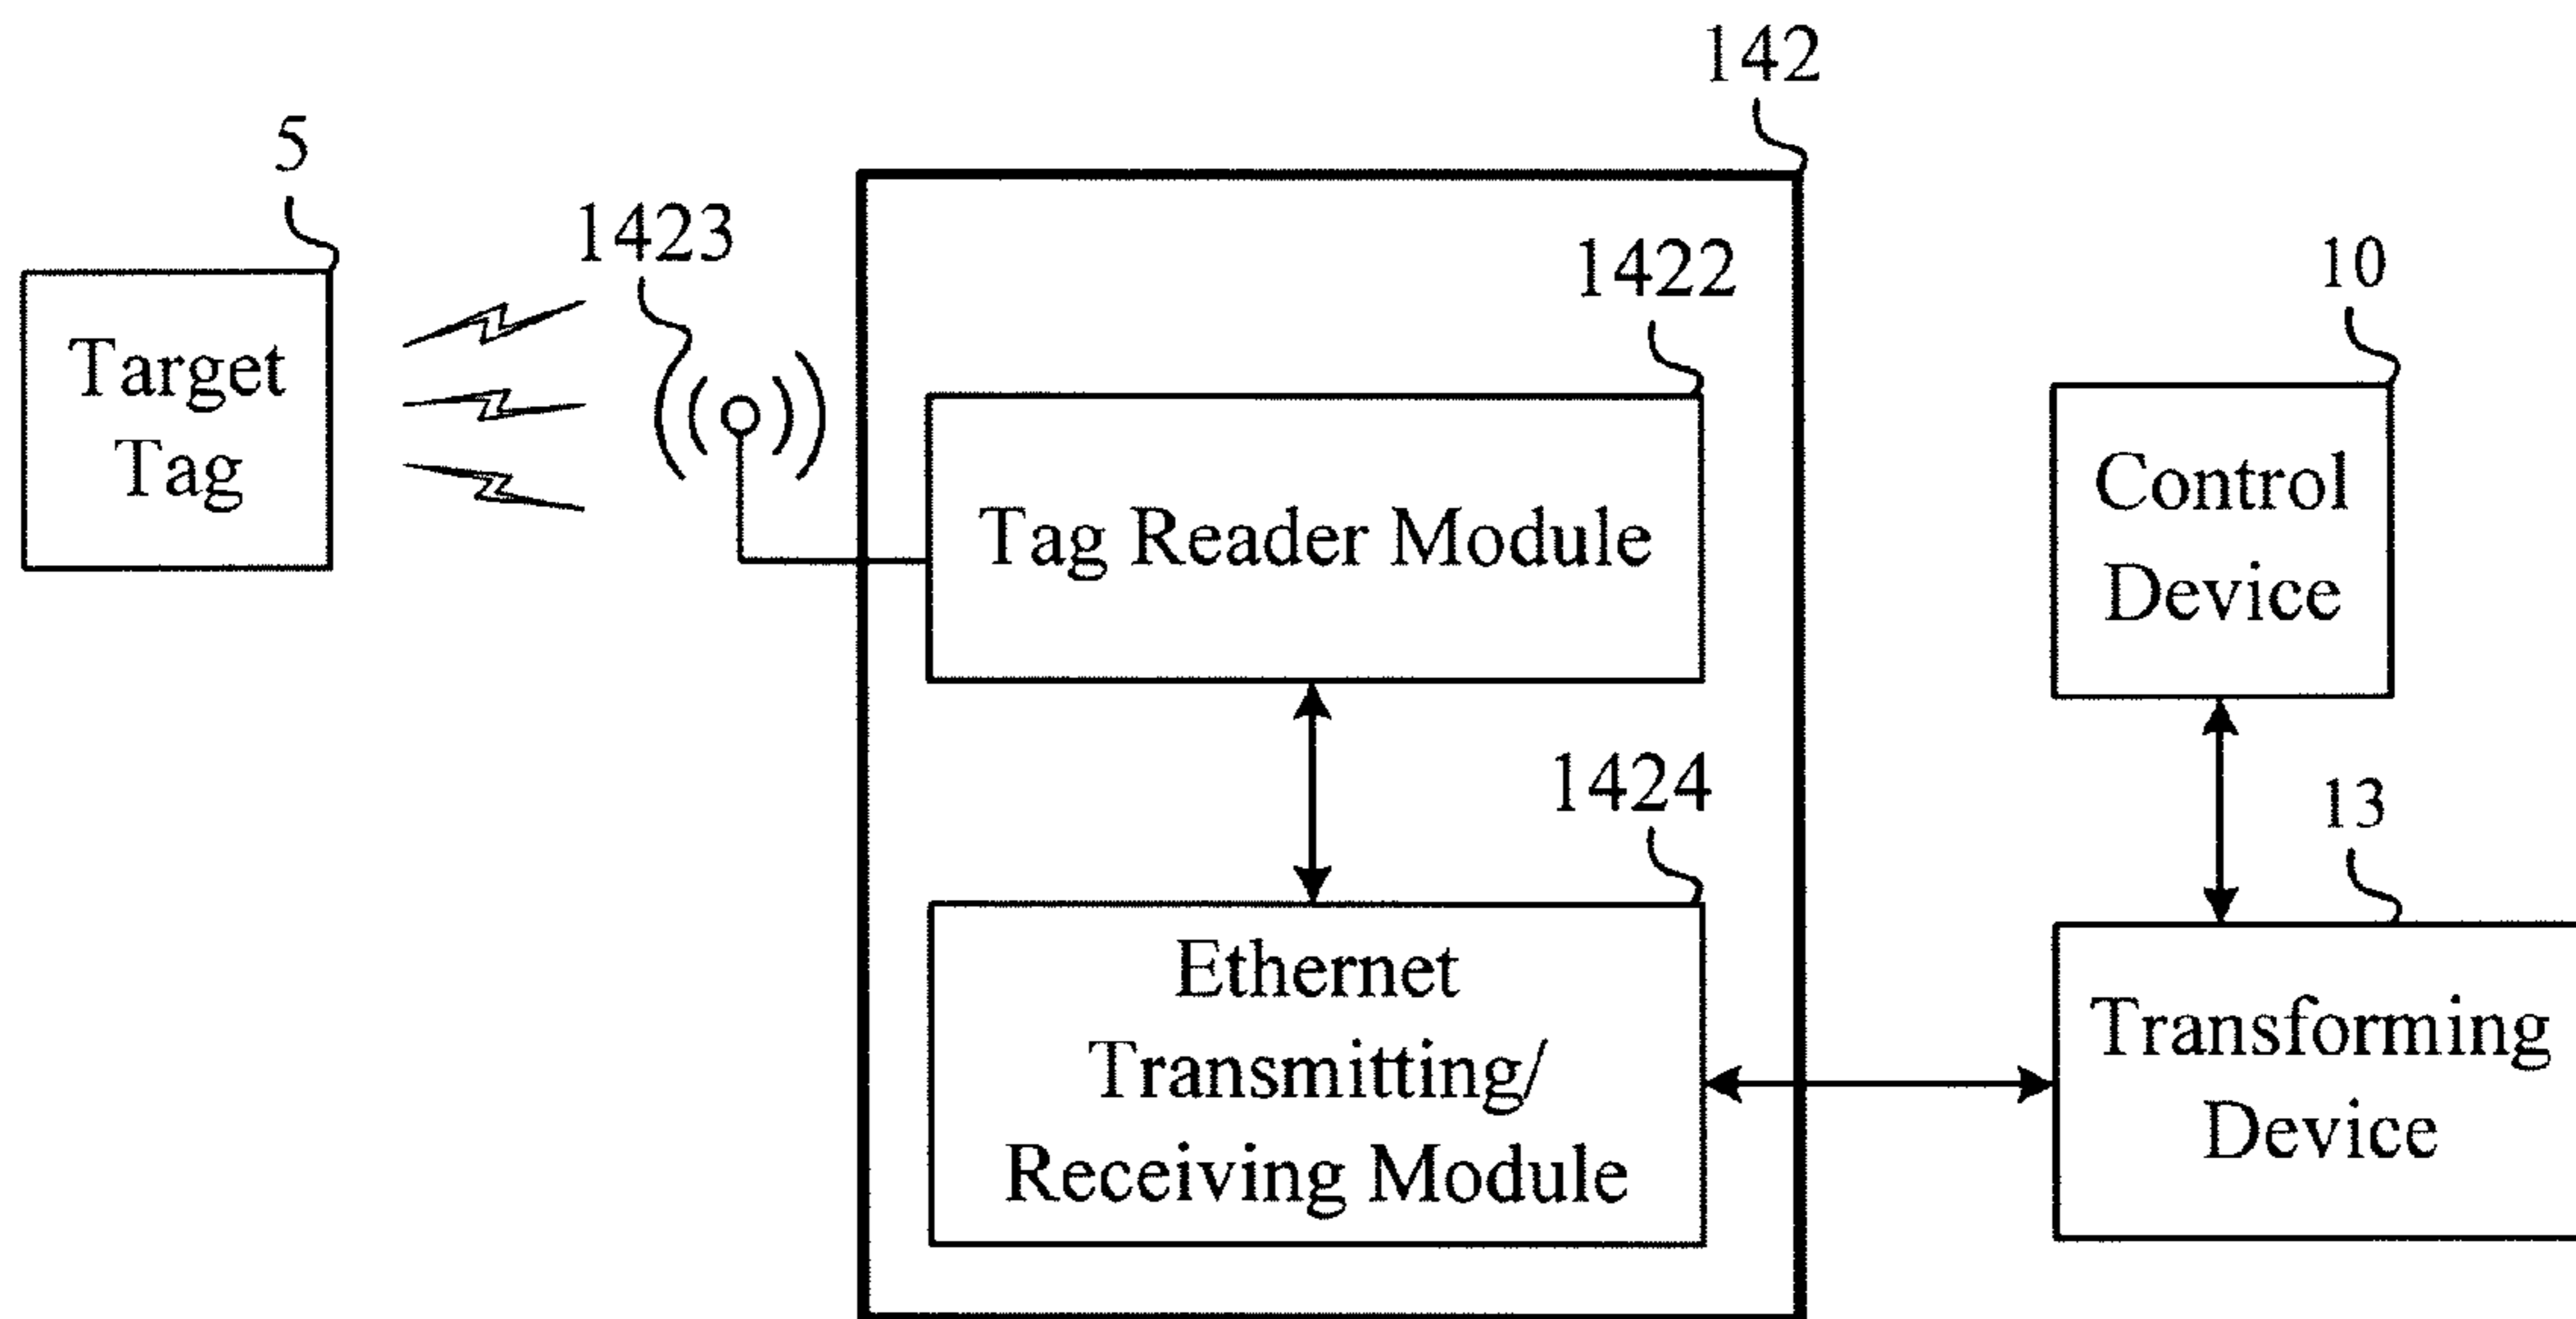 142
5
1423
1422
10
Target
Tag
Tag Reader Module
Control
Device
1424
13
Ethernet
Transmitting/
Receiving Module
Transforming
Device